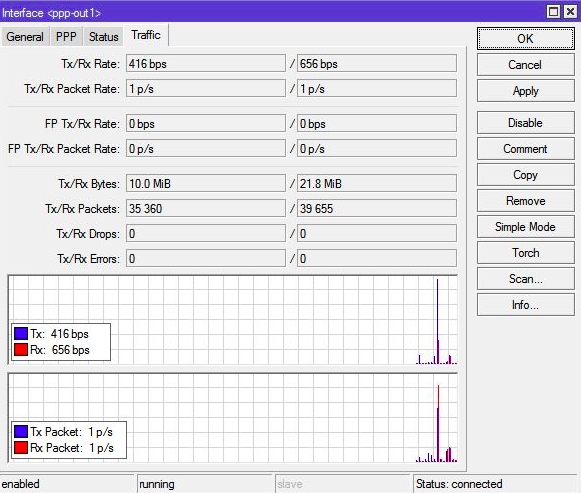 Interface <ppp-out1>
General PPP Status Traffic
Tx/Rx Rate: 416 bps / 656 bps
Tx/Rx Packet Rate: 1 p/s / 1 p/s
FP Tx/Rx Rate: 0 bps / 0 bps
FP Tx/Rx Packet Rate: 0 p/s / 0 p/s
Tx/Rx Bytes: 10.0 MiB / 21.8 MiB
Tx/Rx Packets: 35 360 / 39 655
Tx/Rx Drops: 0 / 0
Tx/Rx Errors: 0 / 0
Tx: 416 bps
Rx: 656 bps
Tx Packet: 1 p/s
Rx Packet: 1 p/s
OK
Cancel
Apply
Disable
Comment
Copy
Remove
Simple Mode
Torch
Scan...
Info...
enabled running slave Status: connected